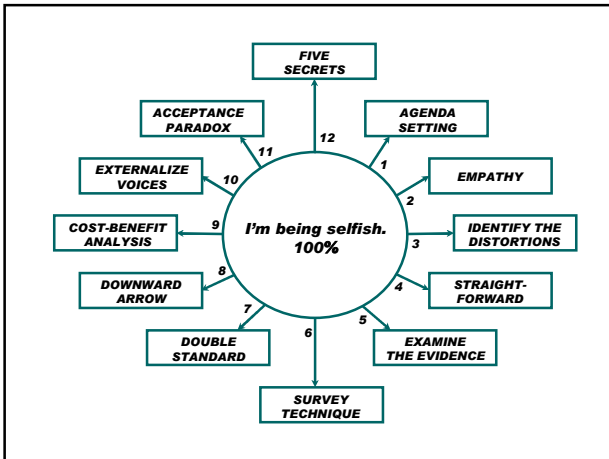 FIVE
SECRETS
12
AGENDA
SETTING
1
EMPATHY
2
IDENTIFY THE
DISTORTIONS
3
STRAIGHT-
FORWARD
4
EXAMINE
THE EVIDENCE
5
SURVEY
TECHNIQUE
6
DOUBLE
STANDARD
7
DOWNWARD
ARROW
8
COST-BENEFIT
ANALYSIS
9
EXTERNALIZE
VOICES
10
ACCEPTANCE
PARADOX
11
I'm being selfish.
100%